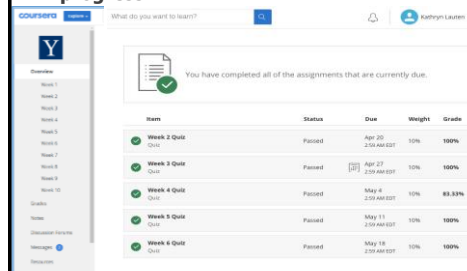 coursera
Explore
What do you want to learn?
Kathryn Lauten
Y
Overview
Week 1
Week 2
Week 3
Week 4
Week 5
Week 6
Week 7
Week 8
Week 9
Week 10
Grades
Notes
Discussion Forums
Messages
Resources
You have completed all of the assignments that are currently due.
Item Status Due Weight Grade
Week 2 Quiz
Quiz
Passed
Apr 20
2:59 AM EDT
10%
100%
Week 3 Quiz
Quiz
Passed
Apr 27
2:59 AM EDT
10%
100%
Week 4 Quiz
Quiz
Passed
May 4
2:59 AM EDT
10%
83.33%
Week 5 Quiz
Quiz
Passed
May 11
2:59 AM EDT
10%
100%
Week 6 Quiz
Quiz
Passed
May 18
2:59 AM EDT
10%
100%